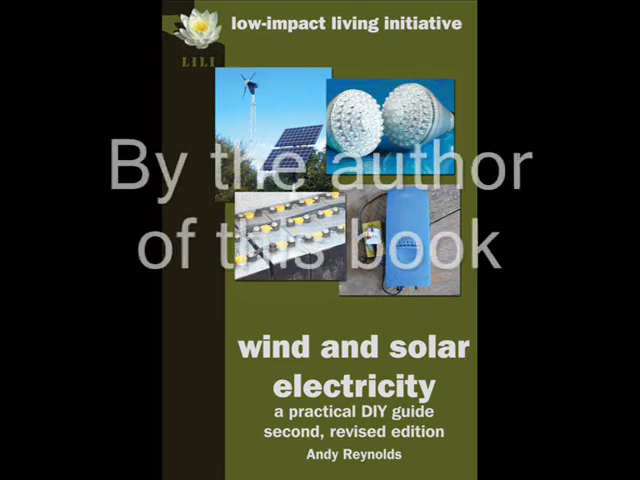 low-impact living initiative
LILI
By the author
of this book
wind and solar
electricity
a practical DIY guide
second, revised edition
Andy Reynolds